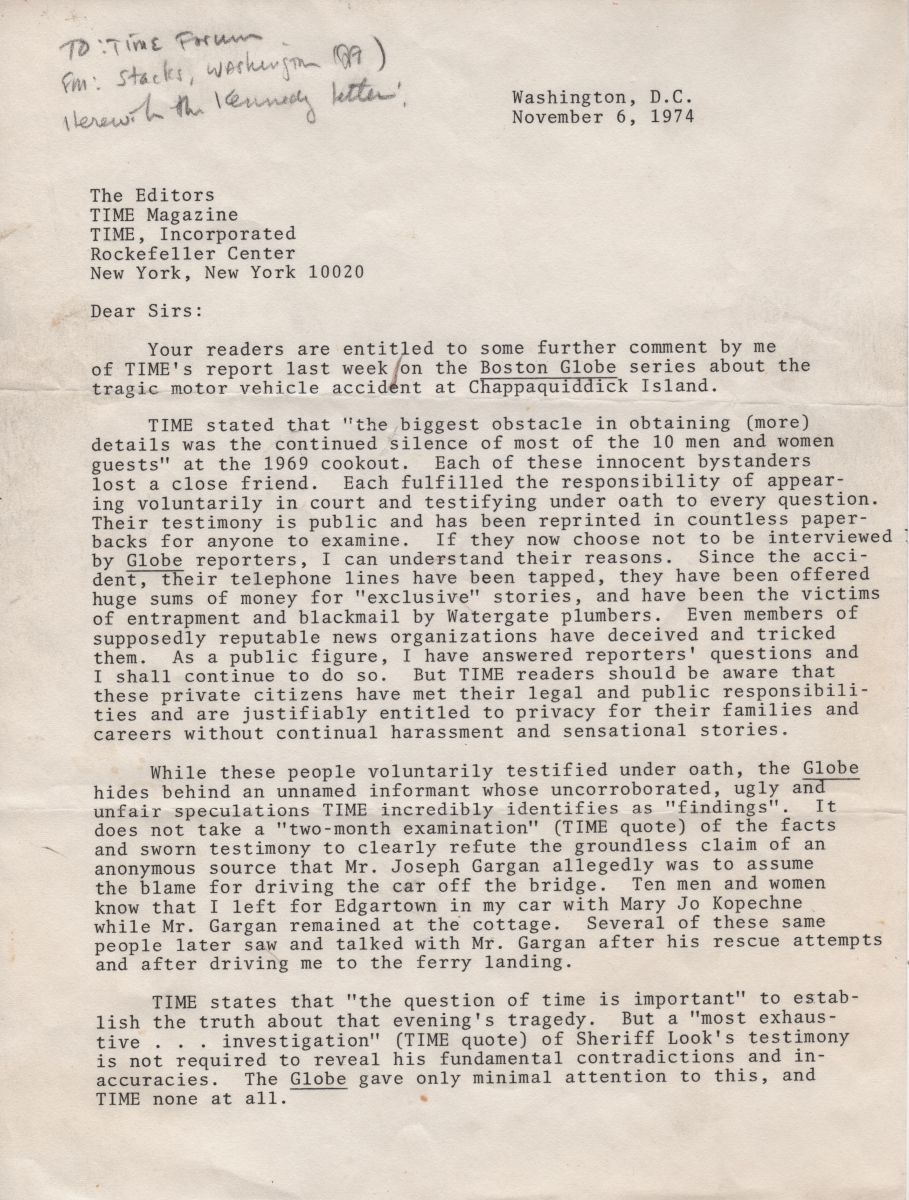 TO: Time Forum
Fm: Stacks, Washington
Herewith the Kennedy letter.
Washington, D.C.
November 6, 1974
The Editors
TIME Magazine
TIME, Incorporated
Rockefeller Center
New York, New York 10020
Dear Sirs:
Your readers are entitled to some further comment by me
of TIME's report last week on the Boston Globe series about the
tragic motor vehicle accident at Chappaquiddick Island.
TIME stated that "the biggest obstacle in obtaining (more)
details was the continued silence of most of the 10 men and women
guests" at the 1969 cookout. Each of these innocent bystanders
lost a close friend. Each fulfilled the responsibility of appear-
ing voluntarily in court and testifying under oath to every question.
Their testimony is public and has been reprinted in countless paper-
backs for anyone to examine. If they now choose not to be interviewed
by Globe reporters, I can understand their reasons. Since the acci-
dent, their telephone lines have been tapped, they have been offered
huge sums of money for "exclusive" stories, and have been the victims
of entrapment and blackmail by Watergate plumbers. Even members of
supposedly reputable news organizations have deceived and tricked
them. As a public figure, I have answered reporters' questions and
I shall continue to do so. But TIME readers should be aware that
these private citizens have met their legal and public responsibili-
ties and are justifiably entitled to privacy for their families and
careers without continual harassment and sensational stories.
While these people voluntarily testified under oath, the Globe
hides behind an unnamed informant whose uncorroborated, ugly and
unfair speculations TIME incredibly identifies as "findings". It
does not take a "two-month examination" (TIME quote) of the facts
and sworn testimony to clearly refute the groundless claim of an
anonymous source that Mr. Joseph Gargan allegedly was to assume
the blame for driving the car off the bridge. Ten men and women
know that I left for Edgartown in my car with Mary Jo Kopechne
while Mr. Gargan remained at the cottage. Several of these same
people later saw and talked with Mr. Gargan after his rescue attempts
and after driving me to the ferry landing.
TIME states that "the question of time is important" to estab-
lish the truth about that evening's tragedy. But a "most exhaus-
tive . . . investigation" (TIME quote) of Sheriff Look's testimony
is not required to reveal his fundamental contradictions and in-
accuracies. The Globe gave only minimal attention to this, and
TIME none at all.